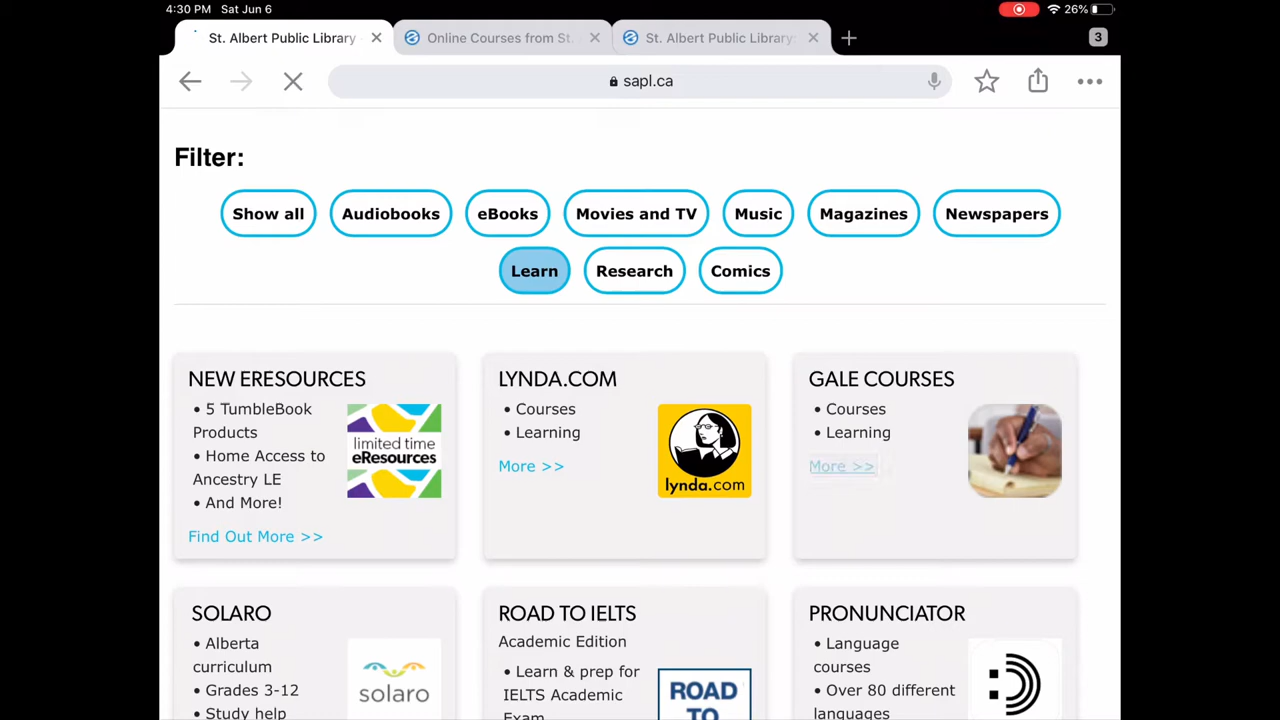 4:30 PM Sat Jun 6
26%
St. Albert Public Library
Online Courses from St.
St. Albert Public Library:
3
sapl.ca
Filter:
Show all
Audiobooks
eBooks
Movies and TV
Music
Magazines
Newspapers
Learn
Research
Comics
NEW ERESOURCES
• 5 TumbleBook
Products
• Home Access to
Ancestry LE
• And More!
Find Out More >>
limited time
eResources
LYNDA.COM
• Courses
• Learning
More >>
lynda.com
GALE COURSES
• Courses
• Learning
More >>
SOLARO
• Alberta
curriculum
• Grades 3-12
• Study help
solaro
ROAD TO IELTS
Academic Edition
• Learn & prep for
IELTS Academic
Exam
ROAD
TO
PRONUNCIATOR
• Language
courses
• Over 80 different
languages